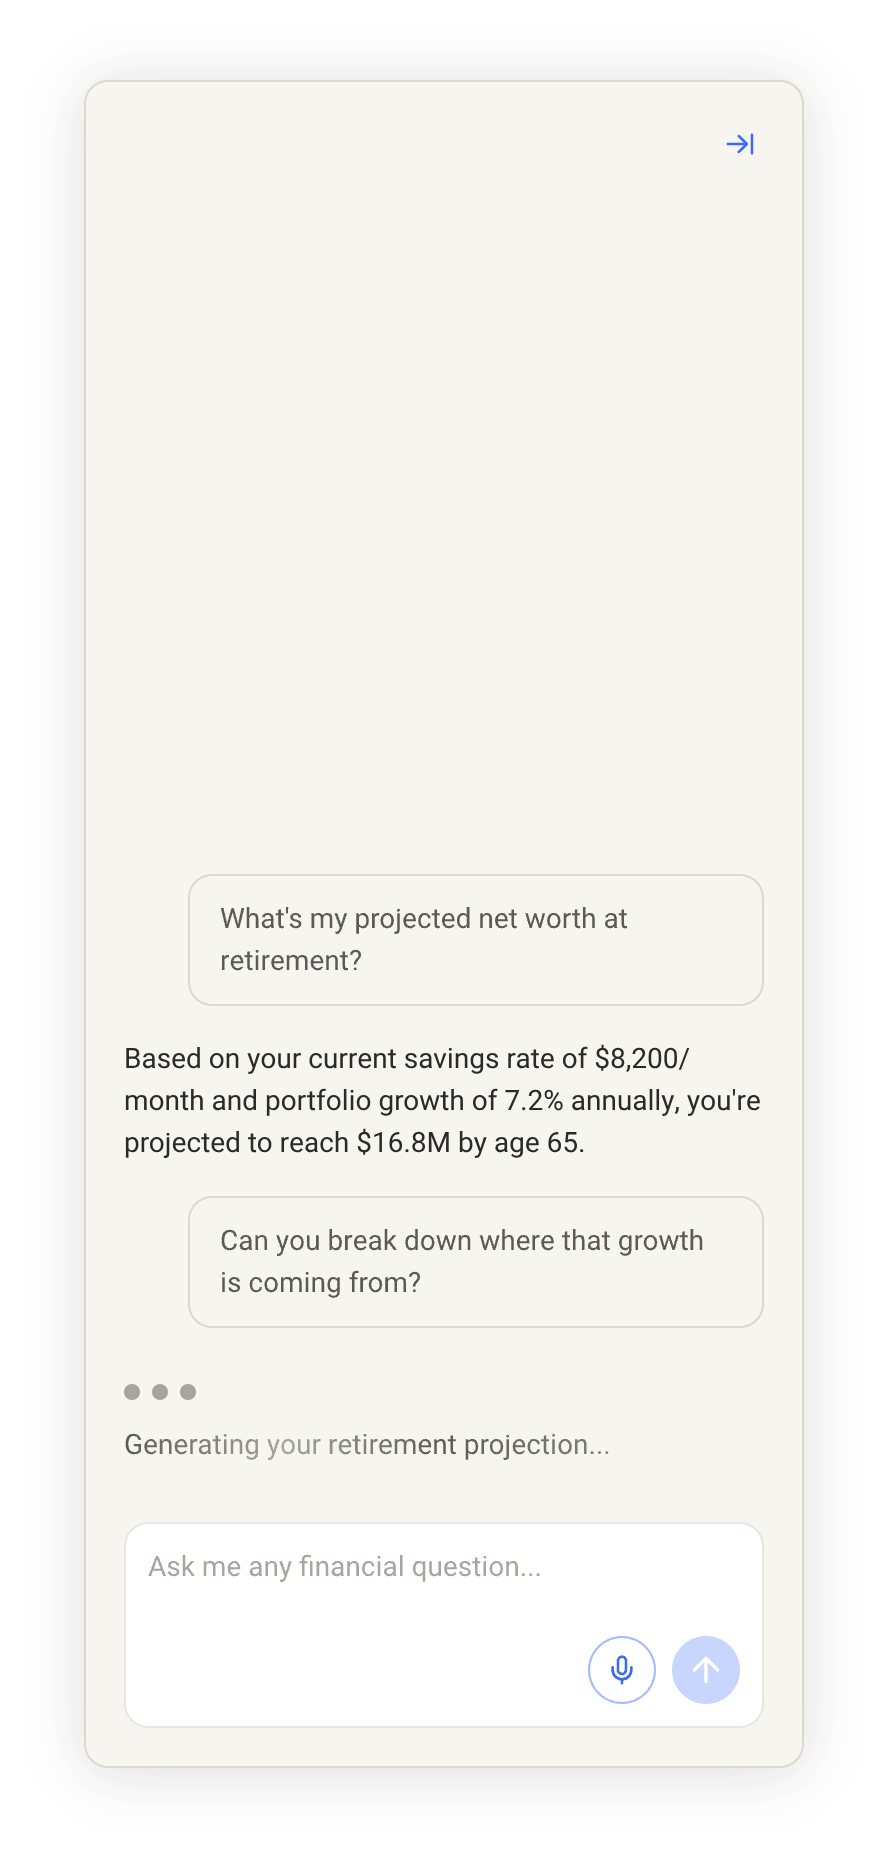 What's my projected net worth at
retirement?
Based on your current savings rate of $8,200/
month and portfolio growth of 7.2% annually, you're
projected to reach $16.8M by age 65.
Can you break down where that growth
is coming from?
Generating your retirement projection...
Ask me any financial question...